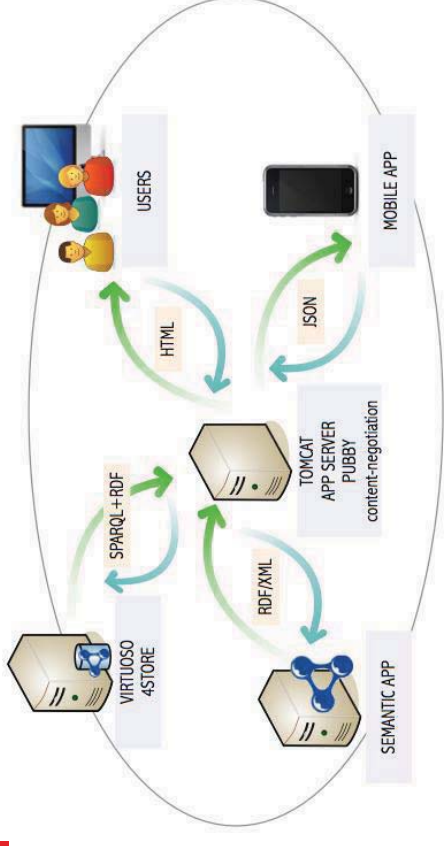 VIRTUOSO
4STORE
SPARQL+RDF
HTML
USERS
SEMANTIC APP
RDF/XML
TOMCAT
APP SERVER
PUBBY
content-negotiation
JSON
MOBILE APP